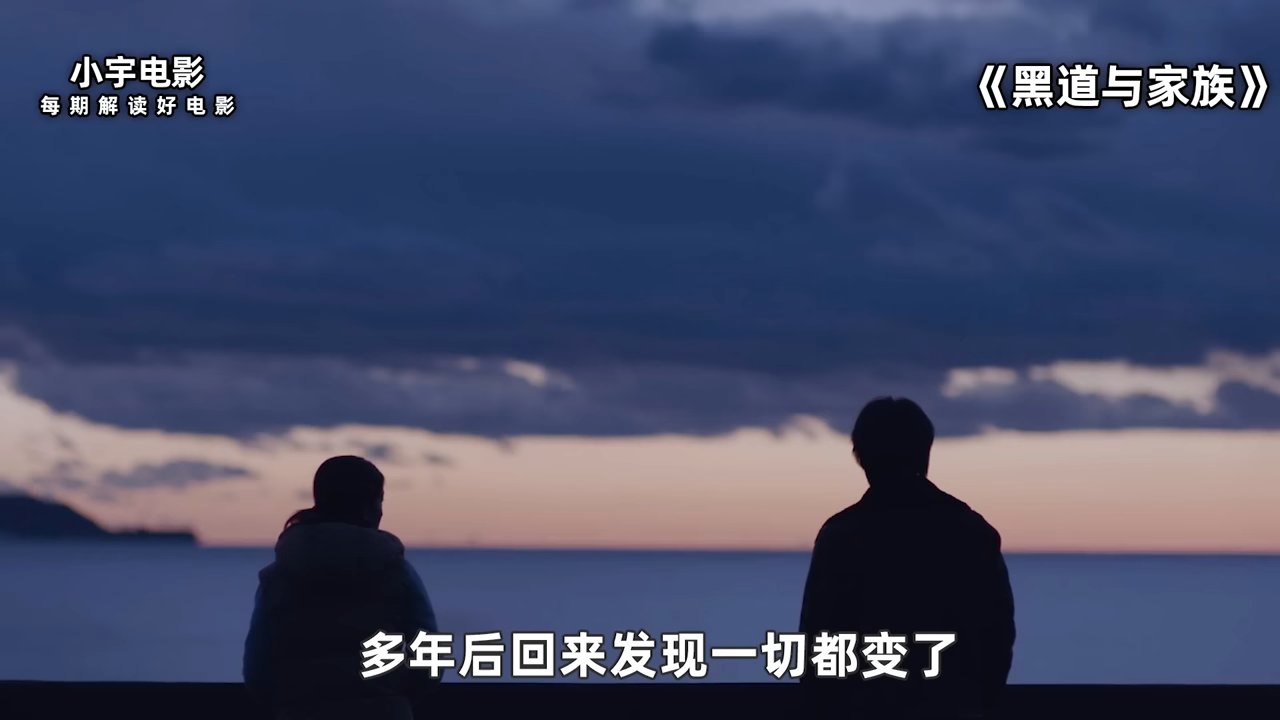 小宇电影
每期解读好电影
《黑道与家族》
多年后回来发现一切都变了